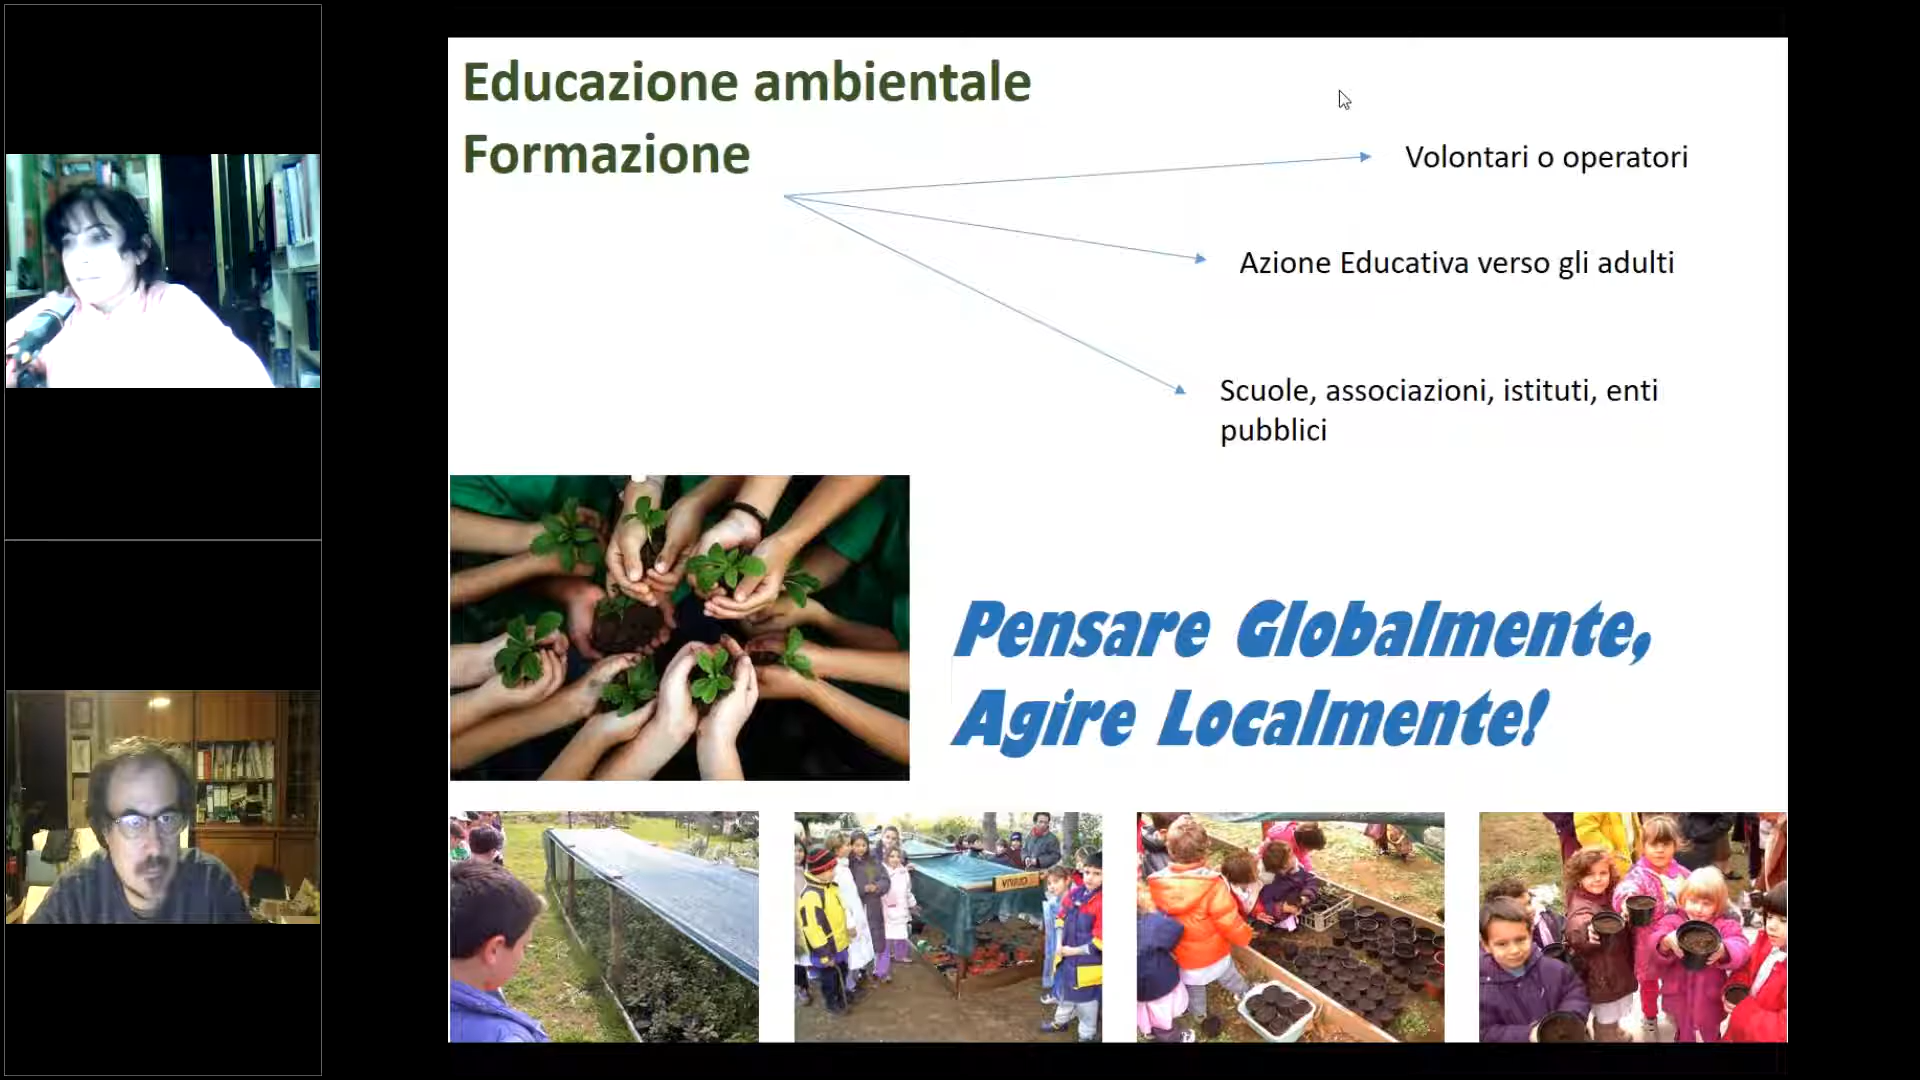 Educazione ambientale
Formazione
Volontari o operatori
Azione Educativa verso gli adulti
Scuole, associazioni, istituti, enti
pubblici
Pensare Globalmente,
Agire Localmente!
VIVAIO